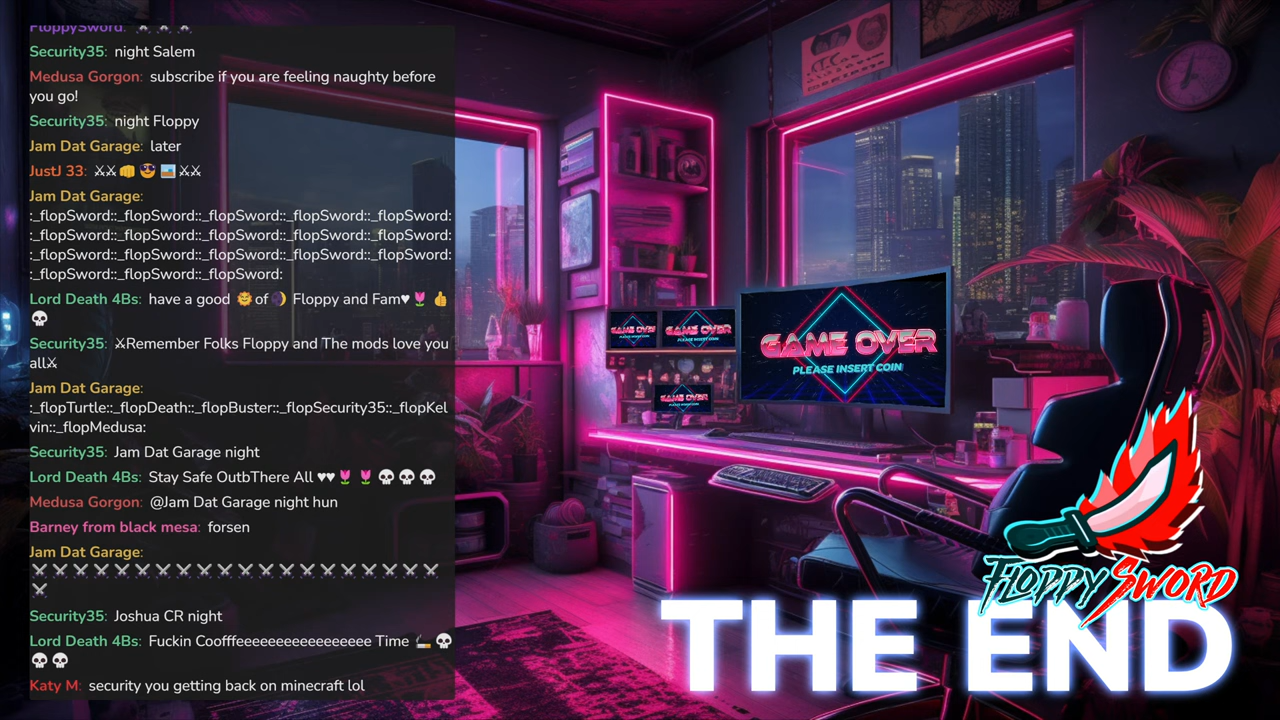 FloppySword: ⚔ ⚔ ⚔
Security35: night Salem
Medusa Gorgon: subscribe if you are feeling naughty before
you go!
Security35: night Floppy
Jam Dat Garage: later
JustJ 33: ⚔⚔👊😎🖼⚔⚔
Jam Dat Garage:
:_flopSword::_flopSword::_flopSword::_flopSword::_flopSword:
:_flopSword::_flopSword::_flopSword::_flopSword::_flopSword:
:_flopSword::_flopSword::_flopSword::_flopSword::_flopSword:
:_flopSword::_flopSword::_flopSword:
Lord Death 4Bs: have a good 🌞of🌒 Floppy and Fam♥🌷👍
💀
Security35: ⚔Remember Folks Floppy and The mods love you
all⚔
Jam Dat Garage:
:_flopTurtle::_flopDeath::_flopBuster::_flopSecurity35::_flopKel
vin::_flopMedusa:
Security35: Jam Dat Garage night
Lord Death 4Bs: Stay Safe OutbThere All ♥♥🌷🌷💀💀💀
Medusa Gorgon: @Jam Dat Garage night hun
Barney from black mesa: forsen
Jam Dat Garage:
⚔⚔⚔⚔⚔⚔⚔⚔⚔⚔⚔⚔⚔⚔⚔⚔⚔⚔⚔⚔
⚔
Security35: Joshua CR night
Lord Death 4Bs: Fuckin Coofffeeeeeeeeeeeeeeee Time 🚬💀
💀💀
Katy M: security you getting back on minecraft lol
GAME OVER
PLEASE INSERT COIN
GAME OVER
GAME OVER
GAME OVER
FLOPPY SWORD
THE END